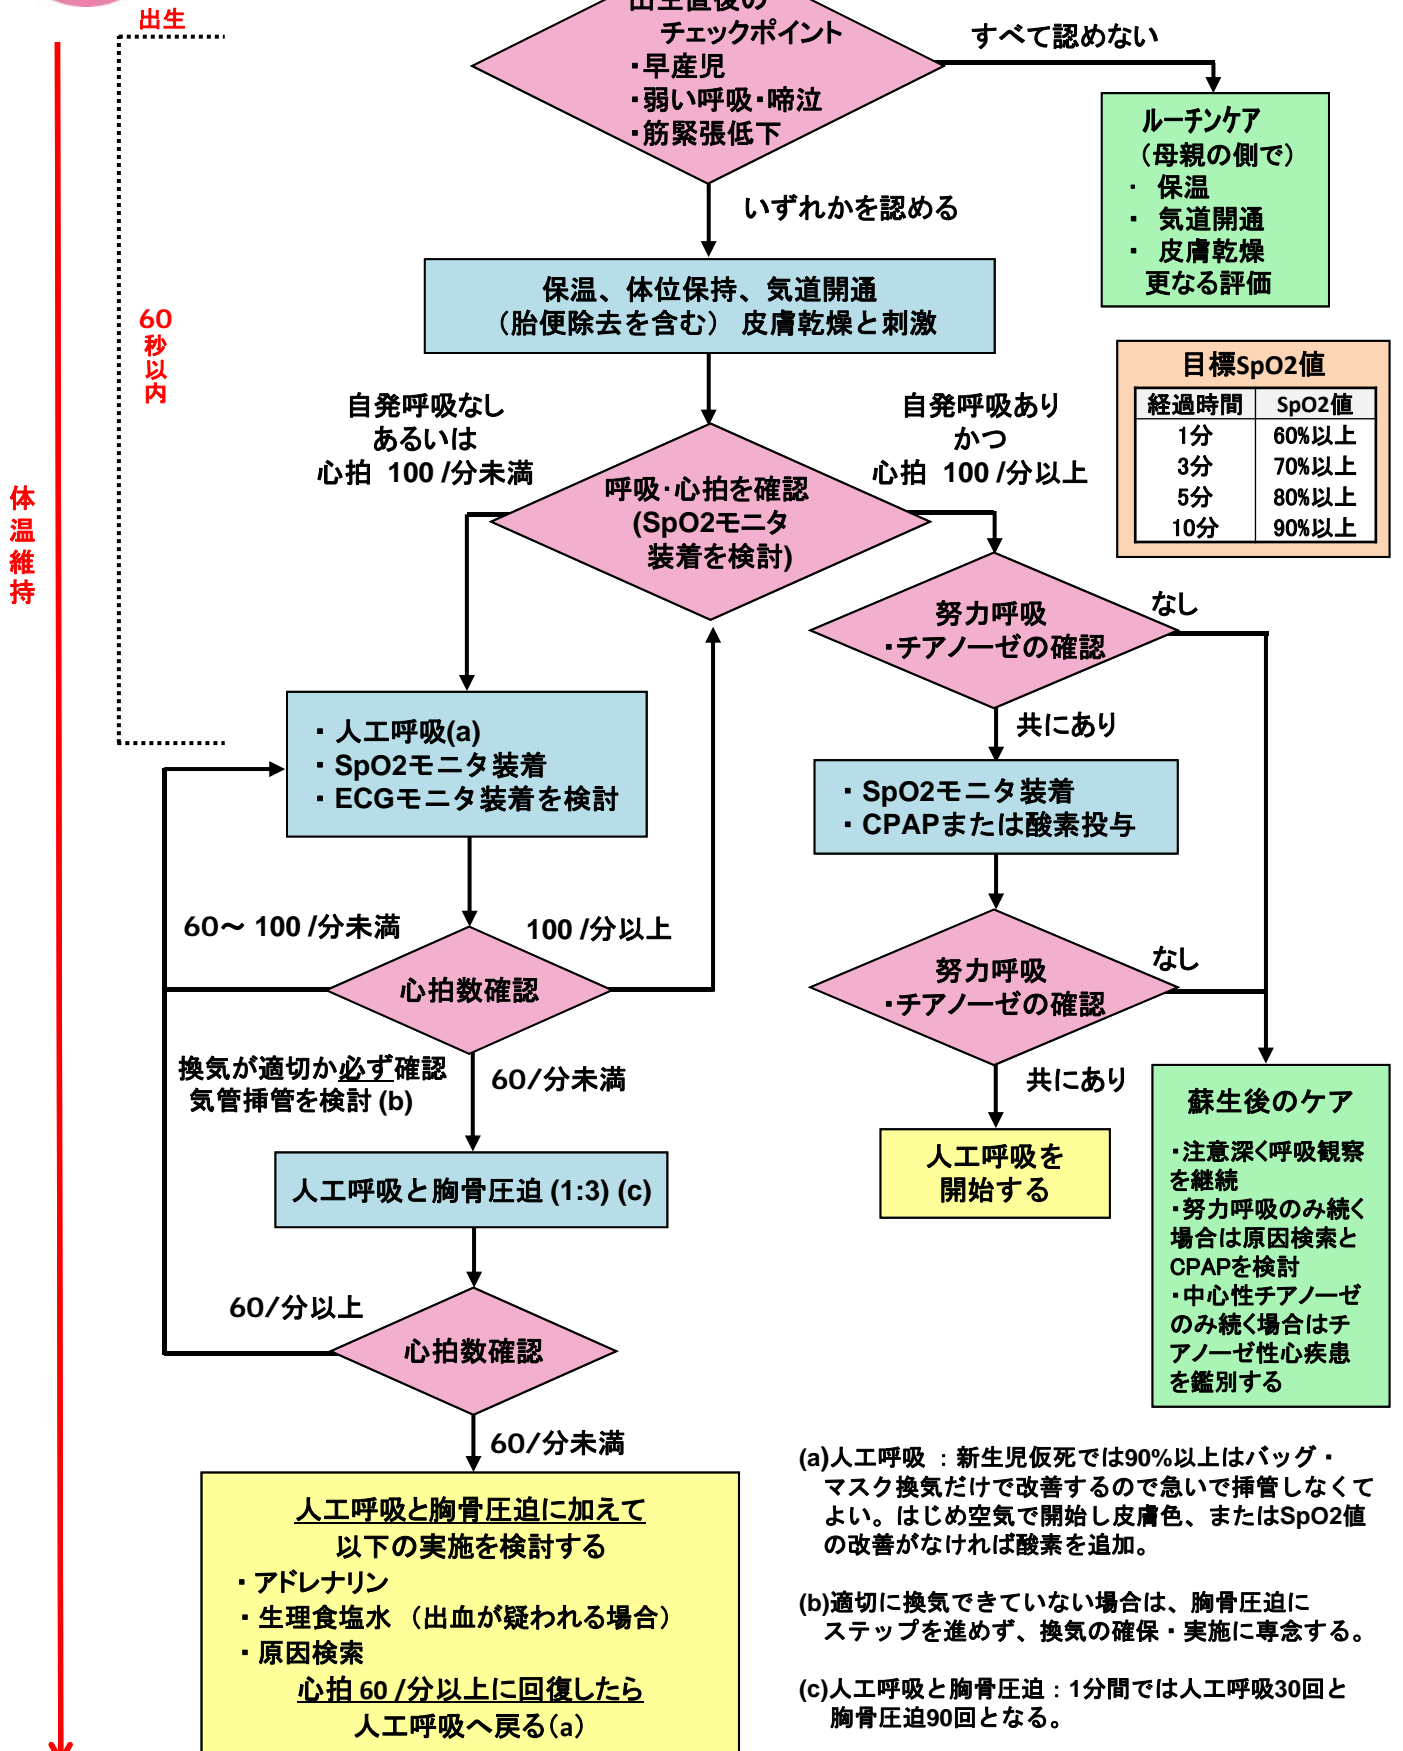 出生
出生直後の
チェックポイント
・早産児
・弱い呼吸・啼泣
・筋緊張低下
すべて認めない
ルーチンケア
（母親の側で）
・ 保温
・ 気道開通
・ 皮膚乾燥
更なる評価
いずれかを認める
保温、体位保持、気道開通
（胎便除去を含む） 皮膚乾燥と刺激
60
秒
以
内
体
温
維
持
目標SpO2値
経過時間 SpO2値
1分 60%以上
3分 70%以上
5分 80%以上
10分 90%以上
自発呼吸なし
あるいは
心拍 100 /分未満
自発呼吸あり
かつ
心拍 100 /分以上
呼吸・心拍を確認
(SpO2モニタ
装着を検討)
努力呼吸
・チアノーゼの確認
なし
共にあり
・ 人工呼吸(a)
・ SpO2モニタ装着
・ ECGモニタ装着を検討
・ SpO2モニタ装着
・ CPAPまたは酸素投与
60～ 100 /分未満
100 /分以上
心拍数確認
努力呼吸
・チアノーゼの確認
なし
共にあり
換気が適切か必ず確認
気管挿管を検討 (b)
60/分未満
人工呼吸と胸骨圧迫 (1:3) (c)
人工呼吸を
開始する
蘇生後のケア
・注意深く呼吸観察
を継続
・努力呼吸のみ続く
場合は原因検索と
CPAPを検討
・中心性チアノーゼ
のみ続く場合はチ
アノーゼ性心疾患
を鑑別する
60/分以上
心拍数確認
60/分未満
人工呼吸と胸骨圧迫に加えて
以下の実施を検討する
・ アドレナリン
・ 生理食塩水 （出血が疑われる場合）
・ 原因検索
心拍 60 /分以上に回復したら
人工呼吸へ戻る（a）
(a)人工呼吸 ： 新生児仮死では90%以上はバッグ・
マスク換気だけで改善するので急いで挿管しなくて
よい。はじめ空気で開始し皮膚色、またはSpO2値
の改善がなければ酸素を追加。
(b)適切に換気できていない場合は、胸骨圧迫に
ステップを進めず、換気の確保・実施に専念する。
(c)人工呼吸と胸骨圧迫：1分間では人工呼吸30回と
胸骨圧迫90回となる。